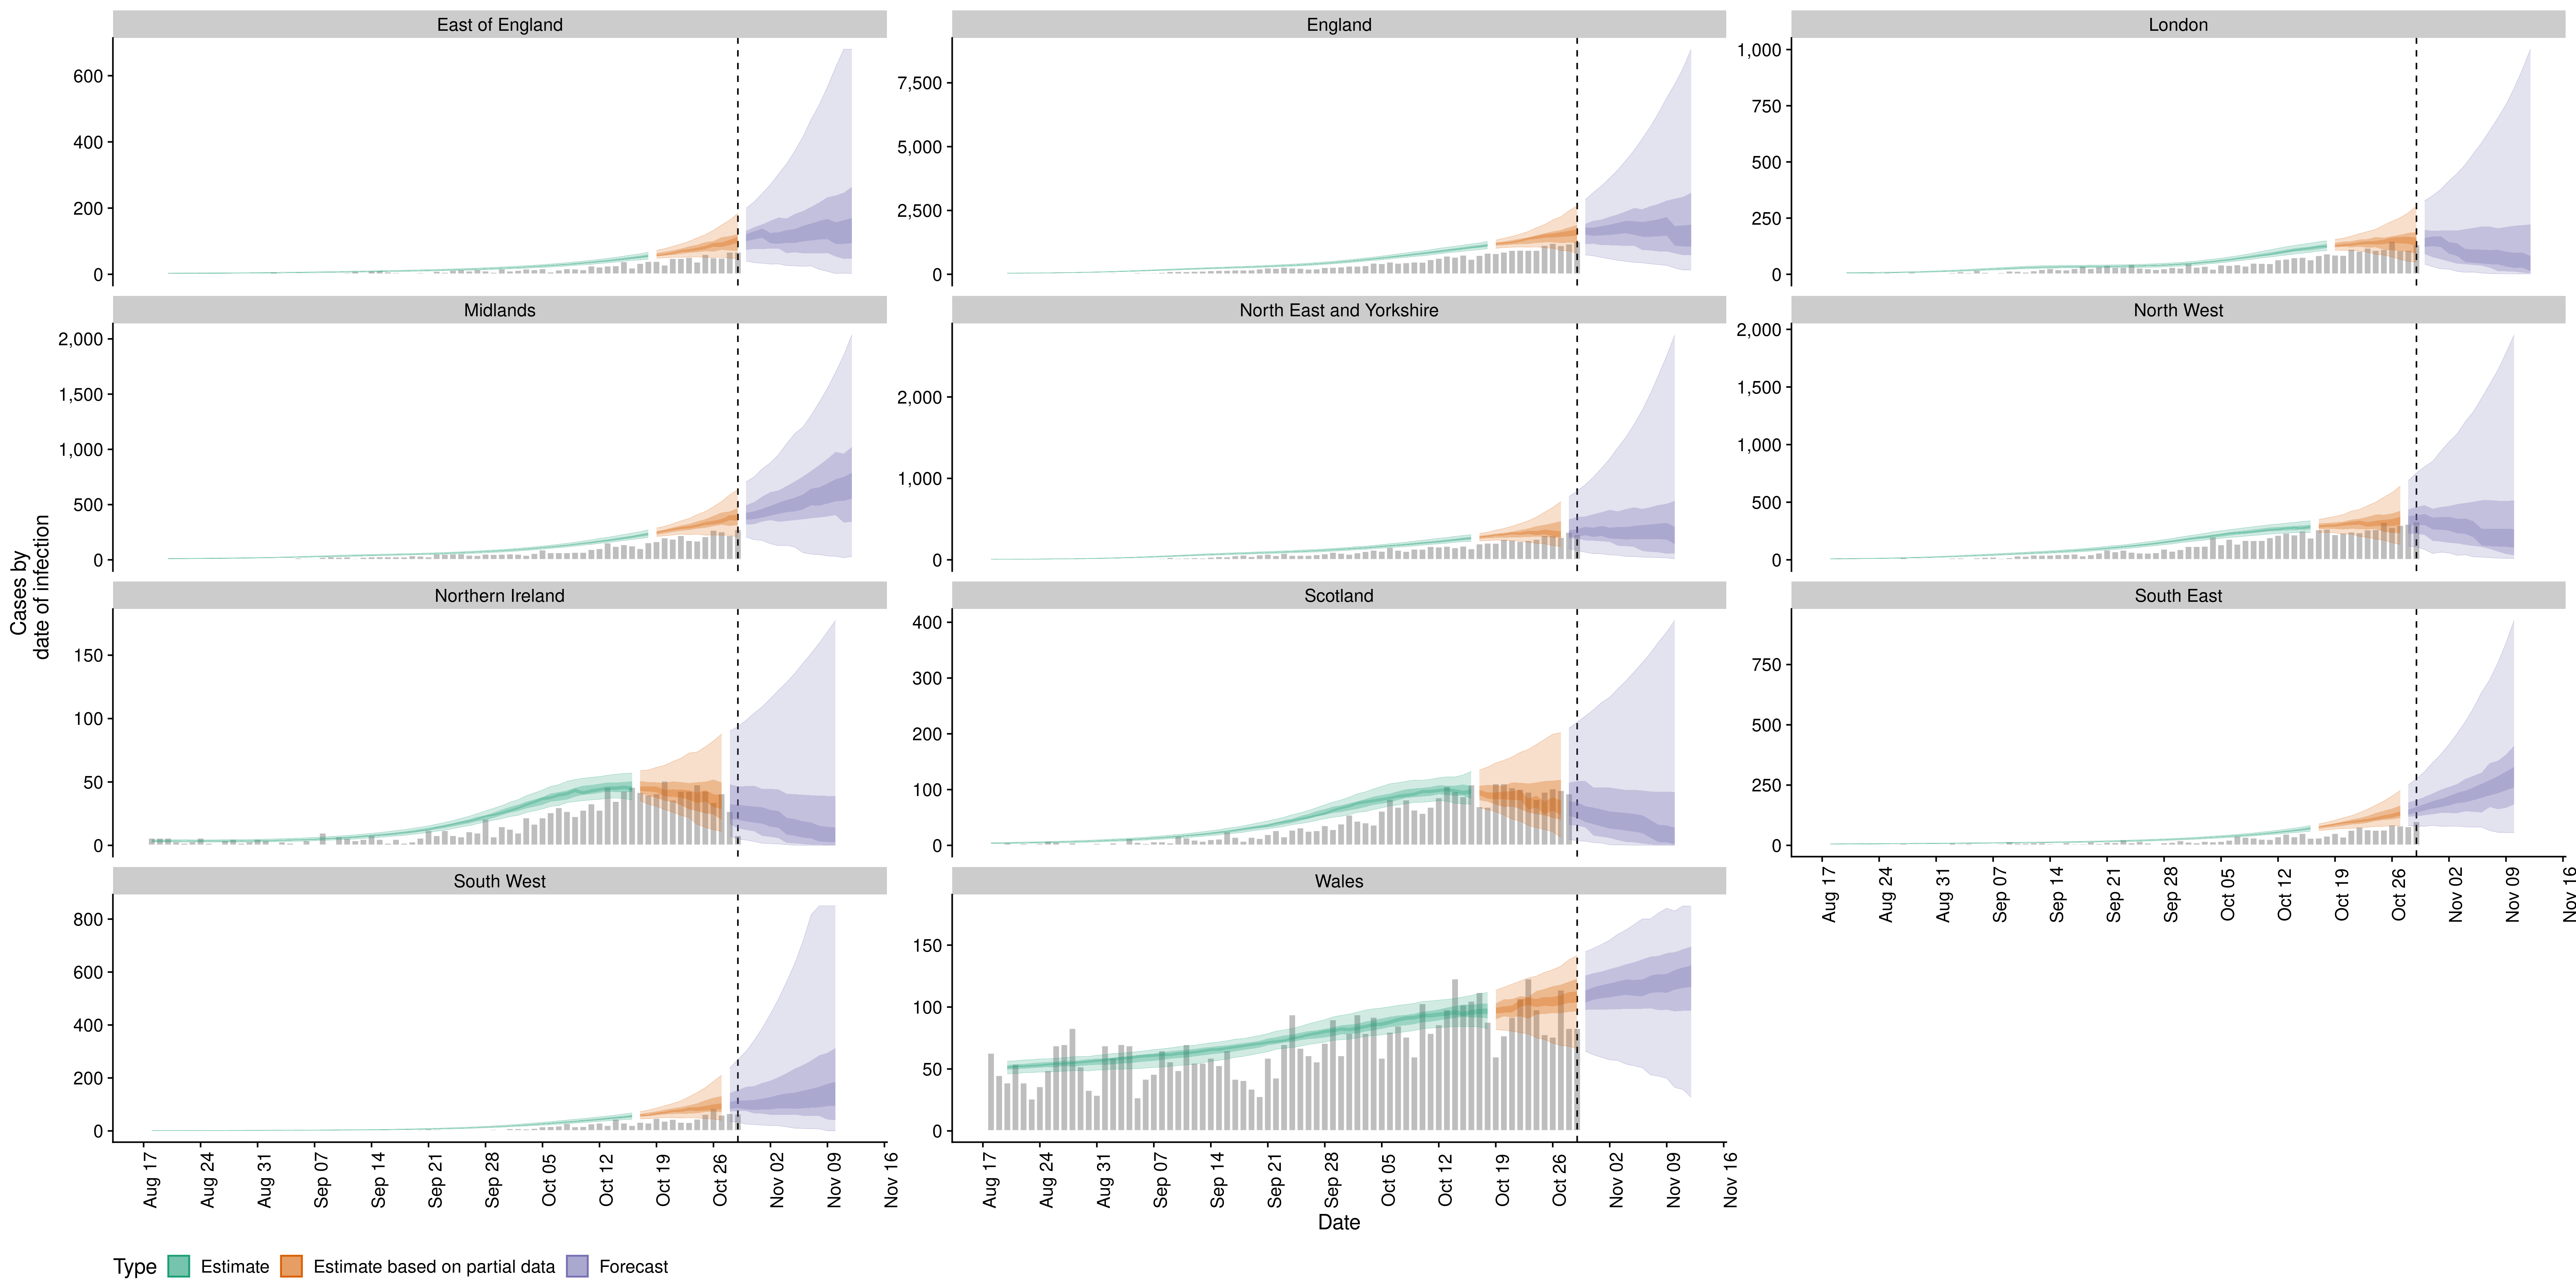 East of England
England
London
600
400
200
0
7,500
5,000
2,500
0
1,000
750
500
250
0
Midlands
North East and Yorkshire
North West
2,000
1,500
1,000
500
0
2,000
1,000
0
2,000
1,500
1,000
500
0
Cases by
date of infection
Northern Ireland
Scotland
South East
150
100
50
0
400
300
200
100
0
750
500
250
0
Aug 17
Aug 24
Aug 31
Sep 07
Sep 14
Sep 21
Sep 28
Oct 05
Oct 12
Oct 19
Oct 26
Nov 02
Nov 09
Nov 16
South West
Wales
800
600
400
200
0
150
100
50
0
Aug 17
Aug 24
Aug 31
Sep 07
Sep 14
Sep 21
Sep 28
Oct 05
Oct 12
Oct 19
Oct 26
Nov 02
Nov 09
Nov 16
Aug 17
Aug 24
Aug 31
Sep 07
Sep 14
Sep 21
Sep 28
Oct 05
Oct 12
Oct 19
Oct 26
Nov 02
Nov 09
Nov 16
Date
Type Estimate Estimate based on partial data Forecast